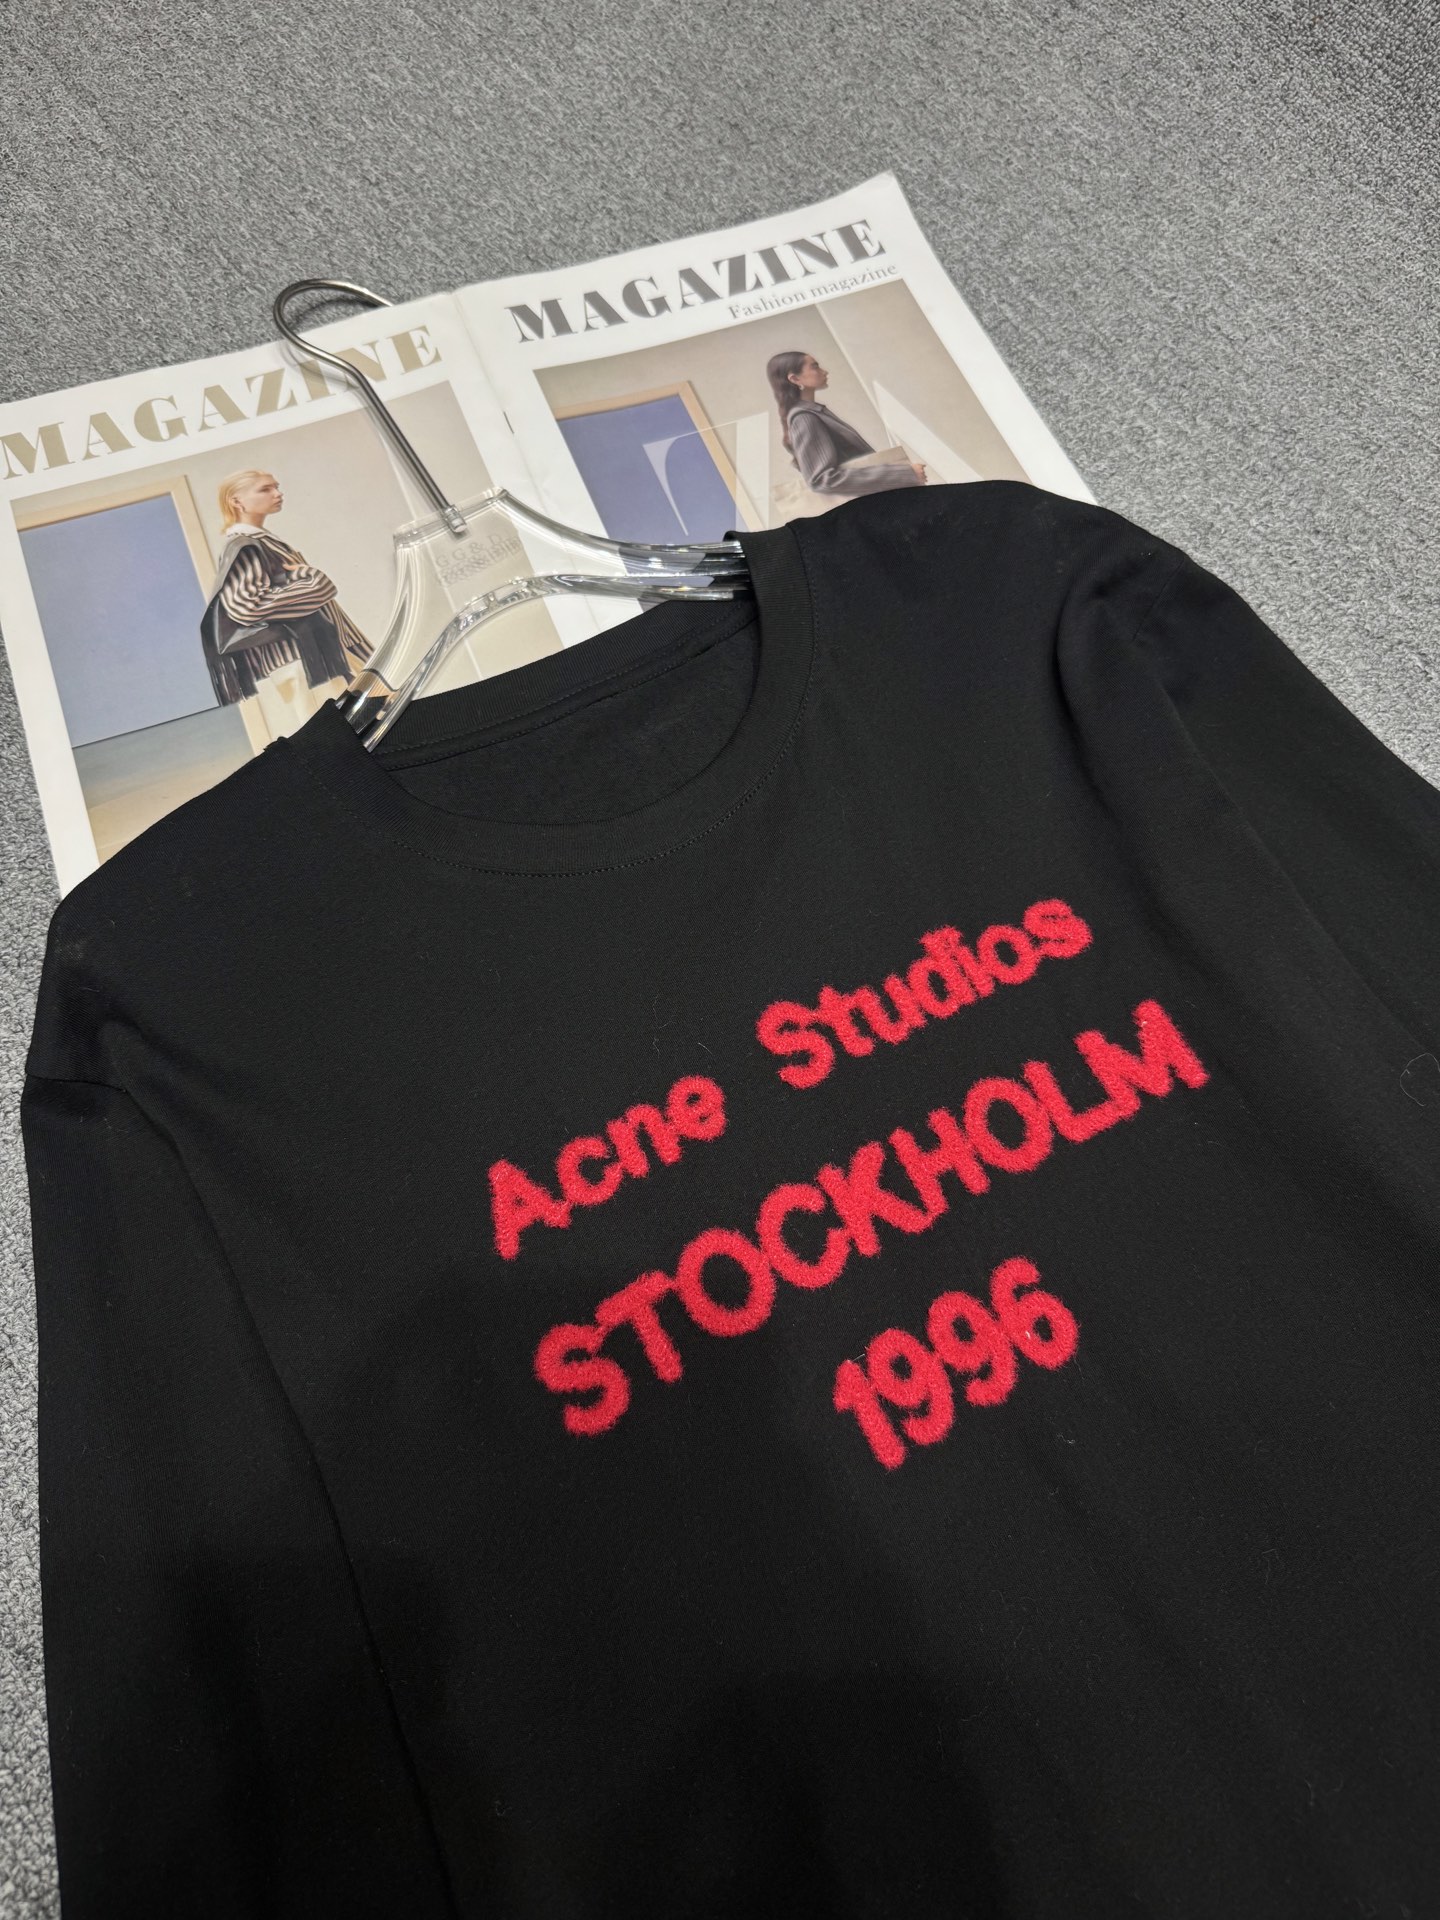 MAGAZINE
MAGAZINE
Fashion magazine
Acne Studios
STOCKHOLM
1996